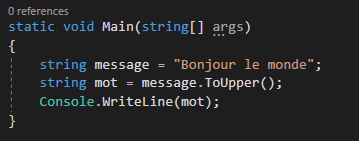 0 references
static void Main(string[] args)
{
    string message = "Bonjour le monde";
    string mot = message.ToUpper();
    Console.WriteLine(mot);
}